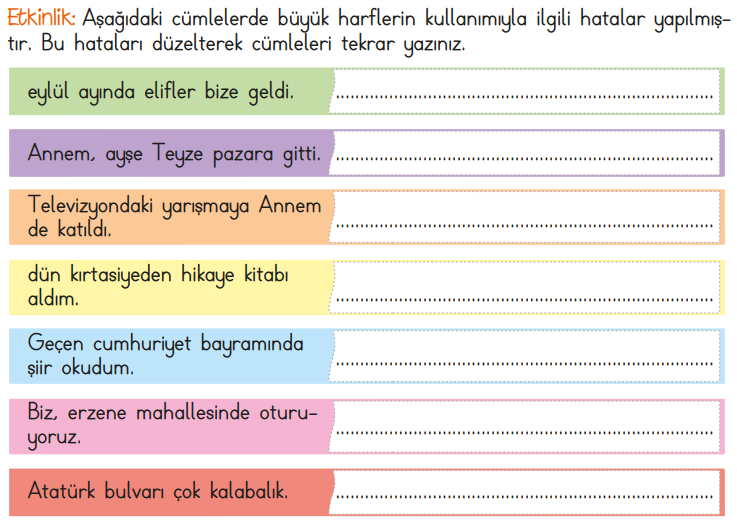 Etkinlik: Aşağıdaki cümlelerde büyük harflerin kullanımıyla ilgili hatalar yapılmış-
tır. Bu hataları düzelterek cümleleri tekrar yazınız.
eylül ayında elifler bize geldi.
Annem, ayşe Teyze pazara gitti.
Televizyondaki yarışmaya Annem
de katıldı.
dün kırtasiyeden hikaye kitabı
aldım.
Geçen cumhuriyet bayramında
şiir okudum.
Biz, erzene mahallesinde oturu-
yoruz.
Atatürk bulvarı çok kalabalık.